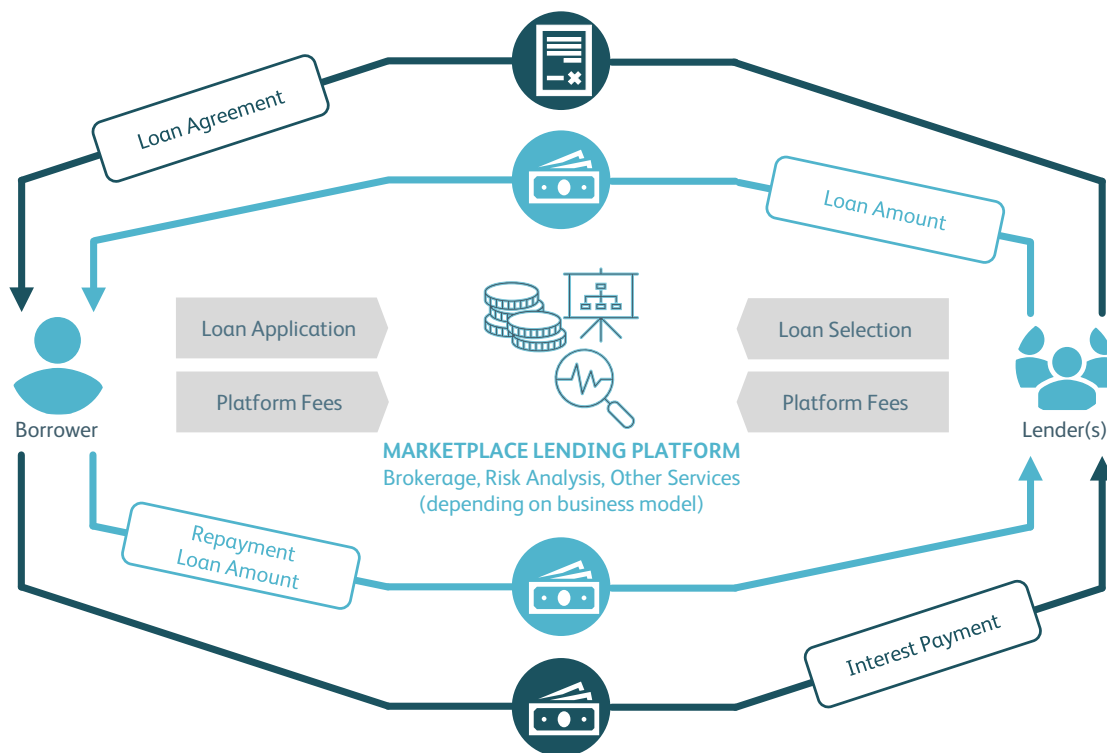 Loan Agreement
Loan Amount
Loan Application
Loan Selection
Platform Fees
Platform Fees
Borrower
Lender(s)
MARKETPLACE LENDING PLATFORM
Brokerage, Risk Analysis, Other Services
(depending on business model)
Repayment
Loan Amount
Interest Payment